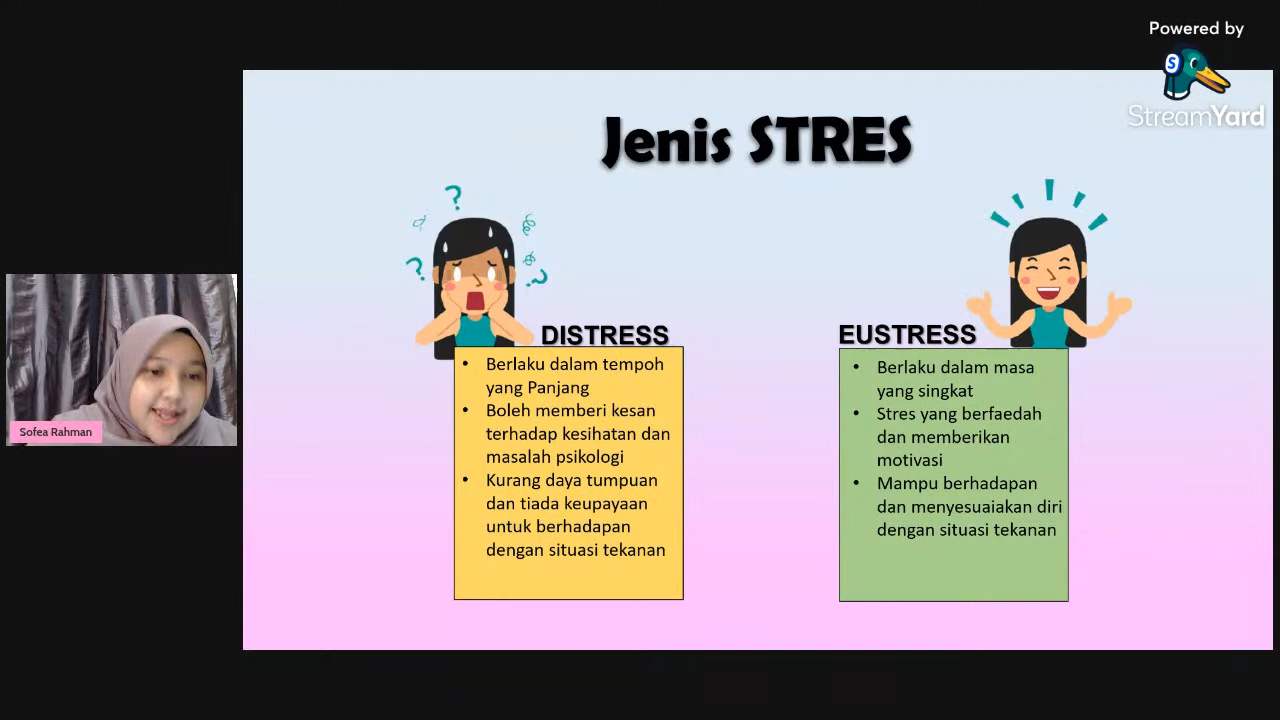 Powered by
StreamYard
Jenis STRES
DISTRESS
• Berlaku dalam tempoh
yang Panjang
• Boleh memberi kesan
terhadap kesihatan dan
masalah psikologi
• Kurang daya tumpuan
dan tiada keupayaan
untuk berhadapan
dengan situasi tekanan
EUSTRESS
• Berlaku dalam masa
yang singkat
• Stres yang berfaedah
dan memberikan
motivasi
• Mampu berhadapan
dan menyesuaiakan diri
dengan situasi tekanan
Sofea Rahman